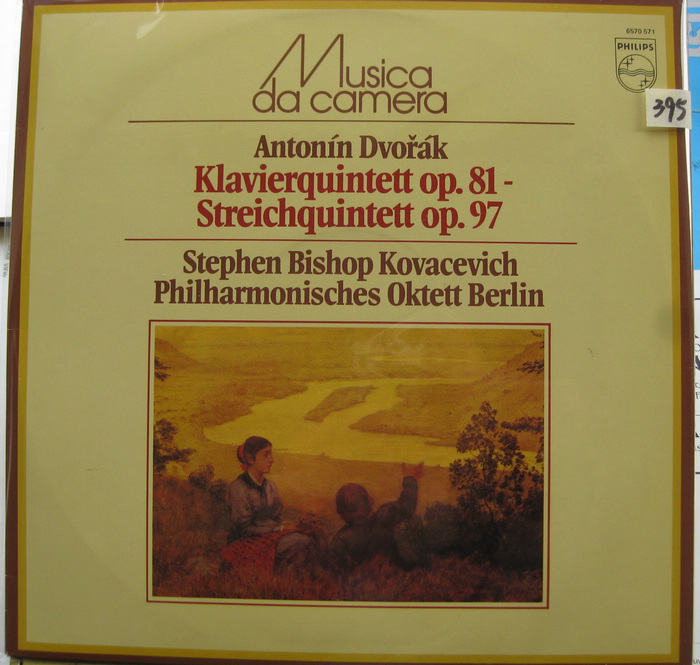 6570 571
PHILIPS
395
Musica
da camera
Antonín Dvořák
Klavierquintett op. 81 -
Streichquintett op. 97
Stephen Bishop Kovacevich
Philharmonisches Oktett Berlin